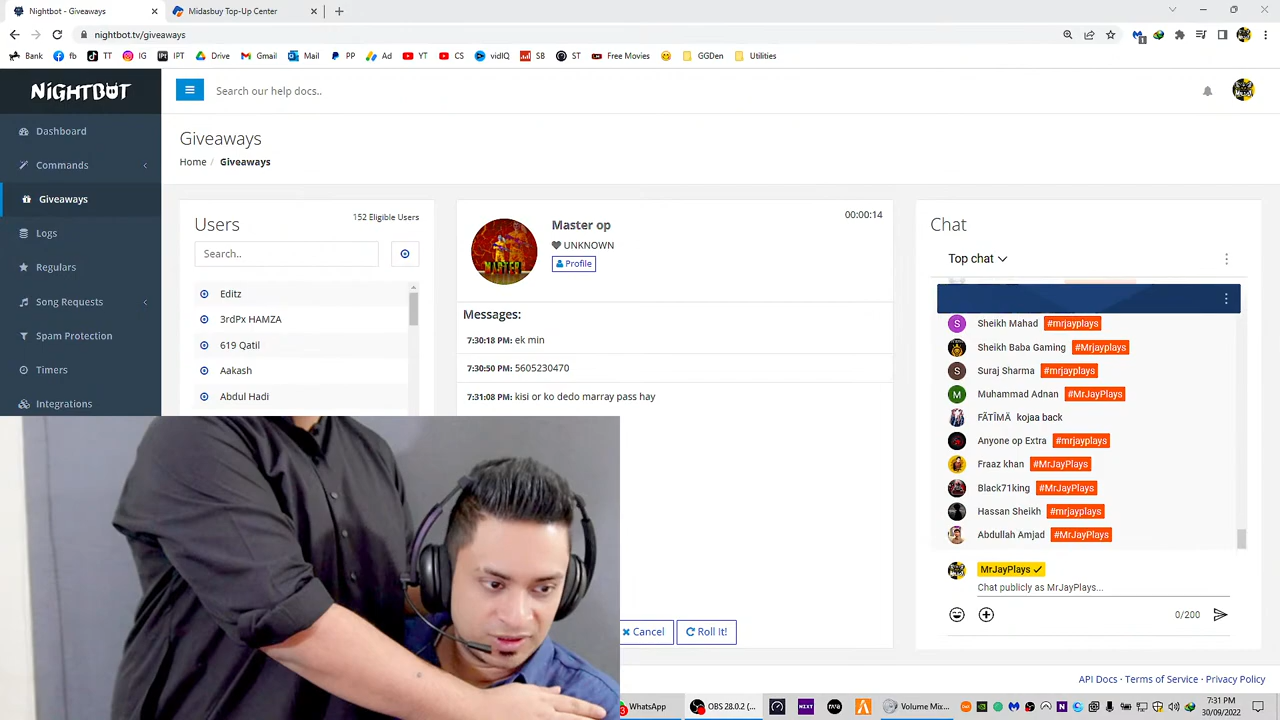 Nightbot - Giveaways
Midasbuy Top-Up Center
nightbot.tv/giveaways
Bank fb TT IG IPT Drive Gmail Mail PP Ad YT CS vidIQ SB ST Free Movies GGDen Utilities
NiGHTBOT
Search our help docs..
Dashboard
Commands
Giveaways
Logs
Regulars
Song Requests
Spam Protection
Timers
Integrations
Giveaways
Home / Giveaways
Users
152 Eligible Users
Search..
Editz
3rdPx HAMZA
619 Qatil
Aakash
Abdul Hadi
00:00:14
MASTER
Master op
UNKNOWN
Profile
Messages:
7:30:18 PM: ek min
7:30:50 PM: 5605230470
7:31:08 PM: kisi or ko dedo marray pass hay
Cancel
Roll It!
Chat
Top chat
S Sheikh Mahad #mrjayplays
Sheikh Baba Gaming #Mrjayplays
S Suraj Sharma #mrjayplays
M Muhammad Adnan #MrJayPlays
FÄTÏMÄ kojaa back
Anyone op Extra #mrjayplays
Fraaz khan #MrJayPlays
Black71king #MrJayPlays
Hassan Sheikh #mrjayplays
Abdullah Amjad #MrJayPlays
MrJayPlays
Chat publicly as MrJayPlays...
0/200
API Docs · Terms of Service · Privacy Policy
3 WhatsApp
OBS 28.0.2 (...
NZXT
Volume Mix...
7:31 PM
30/09/2022